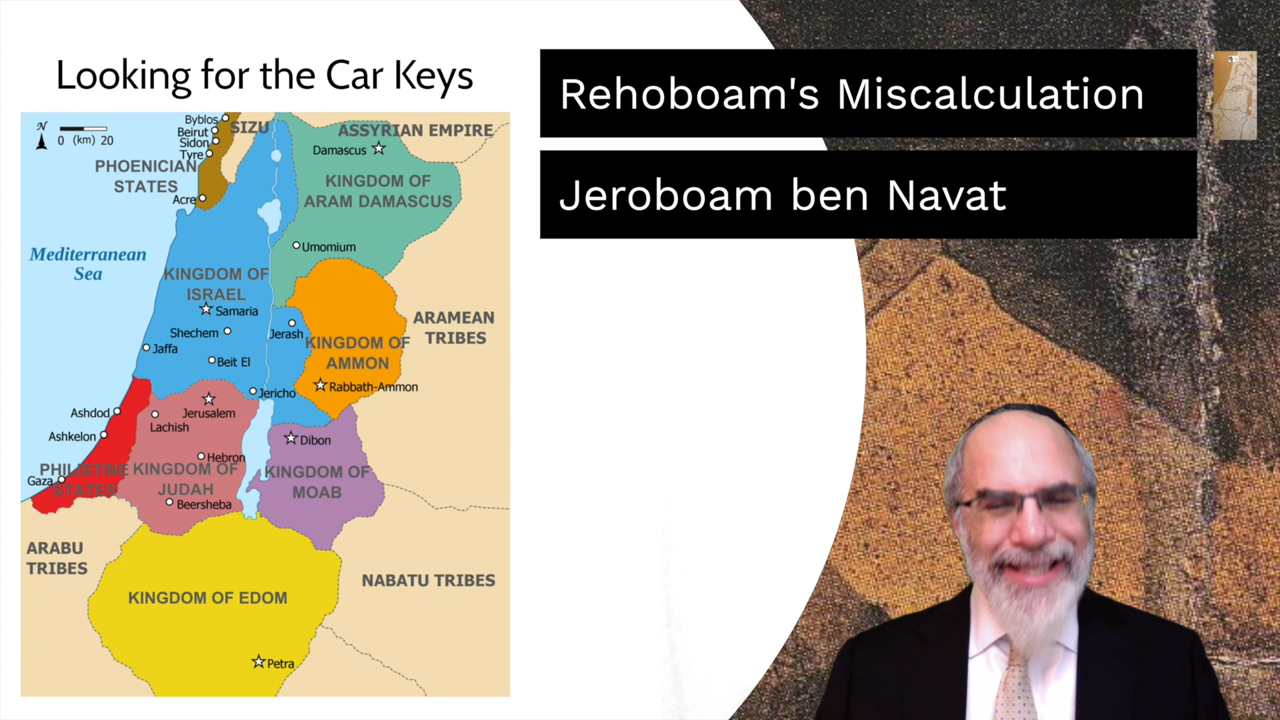 Looking for the Car Keys
Rehoboam's Miscalculation
Jeroboam ben Navat
N
0 (km) 20
Byblos
Beirut
Sidon
Tyre
SIZU
ASSYRIAN EMPIRE
Damascus
PHOENICIAN
STATES
KINGDOM OF
ARAM DAMASCUS
Acre
Umomium
Mediterranean
Sea
KINGDOM OF
ISRAEL
Samaria
Shechem
Jerash
ARAMEAN
TRIBES
Jaffa
KINGDOM OF
AMMON
Beit El
Rabbath-Ammon
Jericho
Ashdod
Jerusalem
Lachish
Ashkelon
Dibon
Hebron
PHILISTINE
STATES
KINGDOM OF
JUDAH
KINGDOM OF
MOAB
Gaza
Beersheba
ARABU
TRIBES
NABATU TRIBES
KINGDOM OF EDOM
Petra